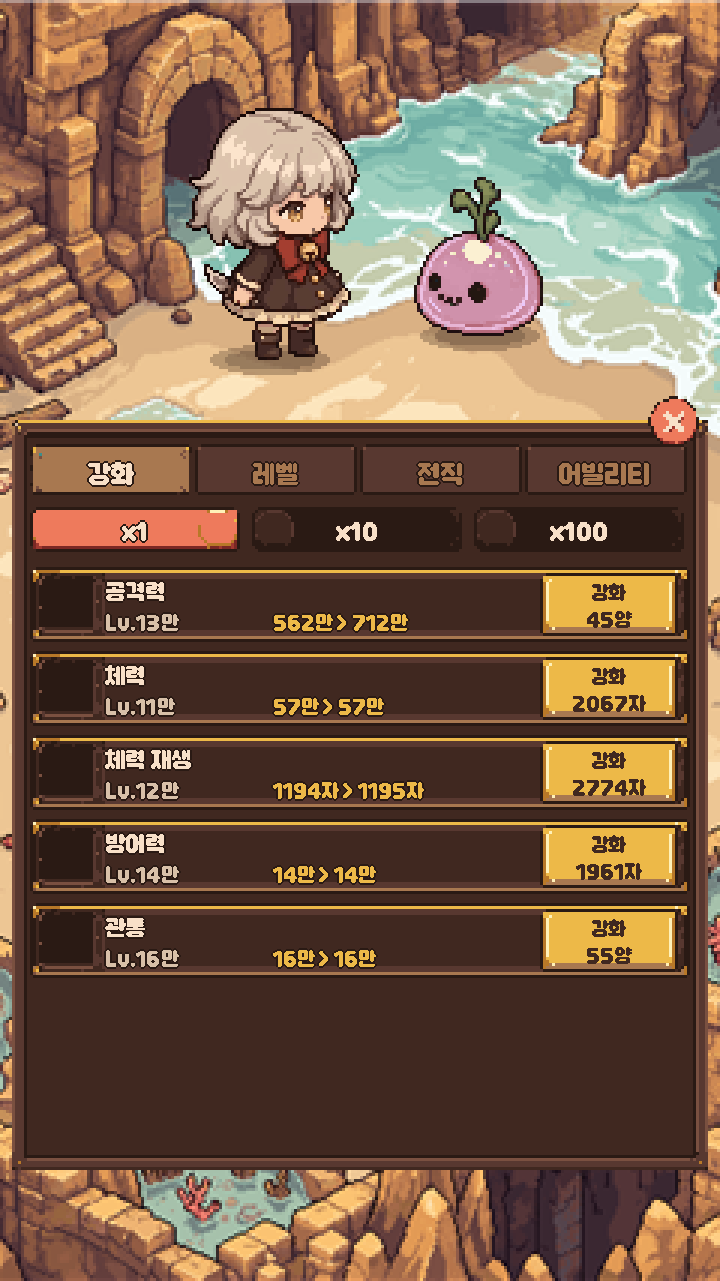 강화
레벨
전직
어빌리티
x1
x10
x100
공격력
Lv.13만
562만 > 712만
강화
45양
체력
Lv.11만
57만 > 57만
강화
2067자
체력 재생
Lv.12만
1194자 > 1195자
강화
2774자
방어력
Lv.14만
14만 > 14만
강화
1961자
관통
Lv.16만
16만 > 16만
강화
55양